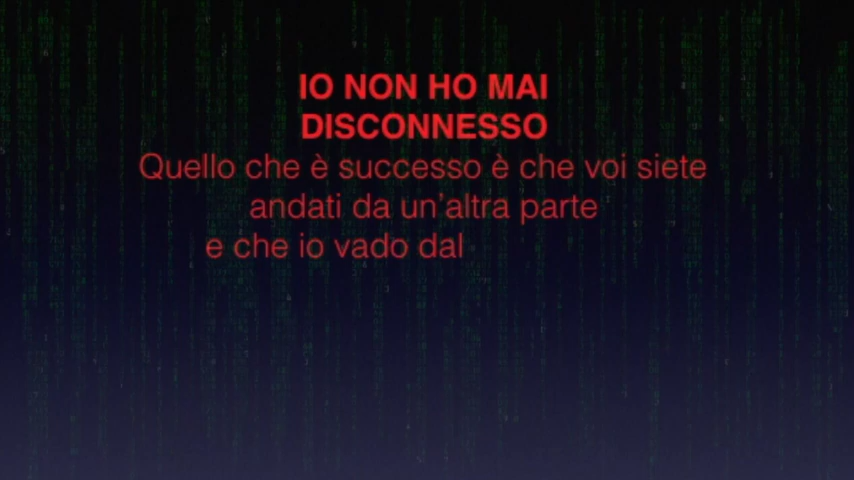 IO NON HO MAI
DISCONNESSO
Quello che è successo è che voi siete
andati da un’altra parte
e che io vado dal